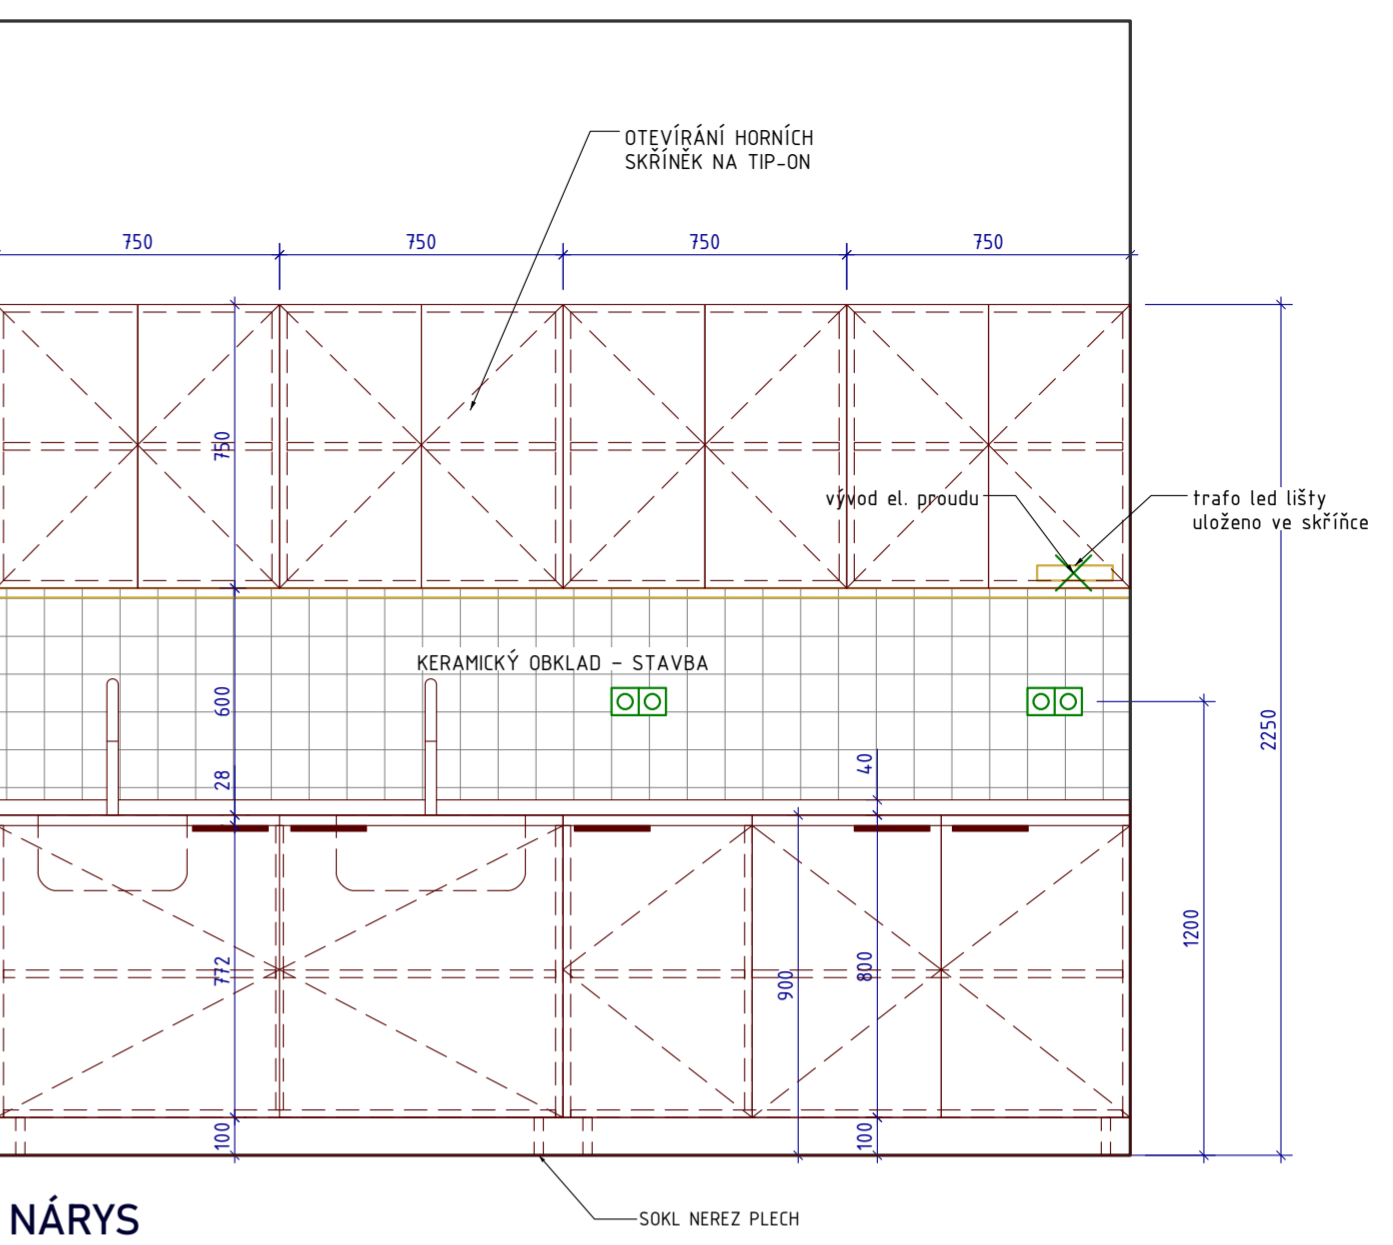 OTEVÍRÁNÍ HORNÍCH
SKŘÍNĚK NA TIP-ON
750
750
750
750
750
vývod el. proudu
trafo led lišty
uloženo ve skříňce
KERAMICKÝ OBKLAD - STAVBA
600
2250
28
40
1200
772
800
900
100
100
SOKL NEREZ PLECH
NÁRYS